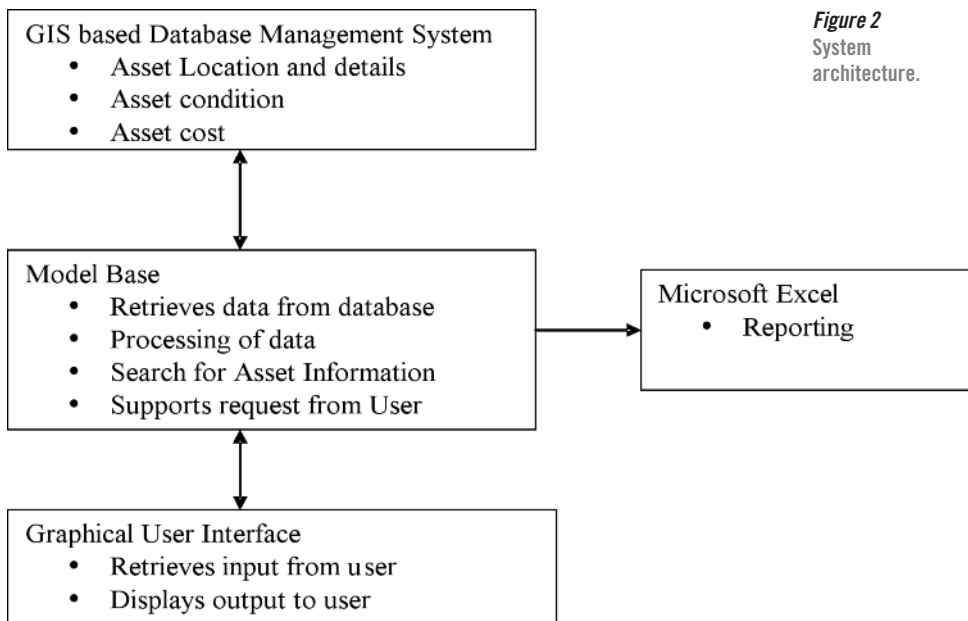 GIS based Database Management System
• Asset Location and details
• Asset condition
• Asset cost
Figure 2
System
architecture.
Model Base
• Retrieves data from database
• Processing of data
• Search for Asset Information
• Supports request from User
Microsoft Excel
• Reporting
Graphical User Interface
• Retrieves input from user
• Displays output to user